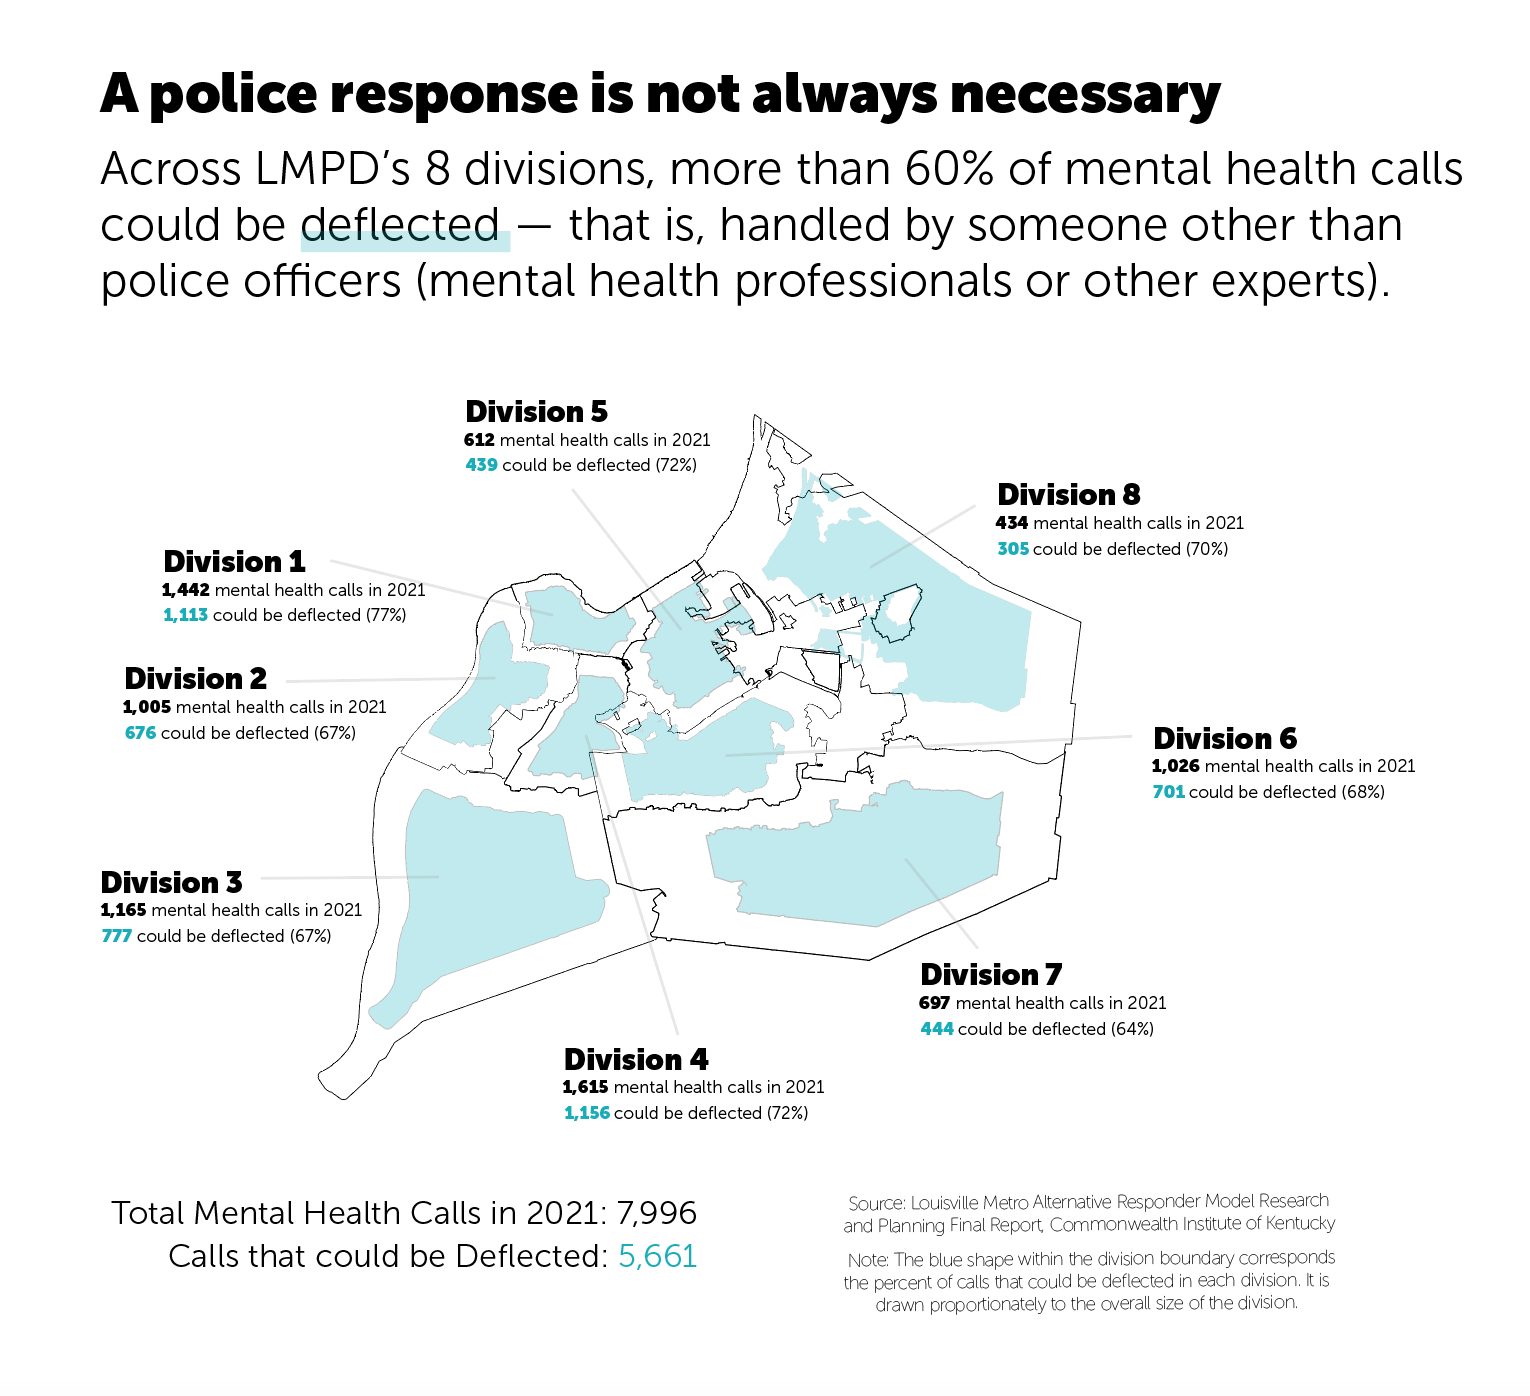 A police response is not always necessary
Across LMPD’s 8 divisions, more than 60% of mental health calls
could be deflected — that is, handled by someone other than
police officers (mental health professionals or other experts).
Division 5
612 mental health calls in 2021
439 could be deflected (72%)
Division 8
434 mental health calls in 2021
305 could be deflected (70%)
Division 1
1,442 mental health calls in 2021
1,113 could be deflected (77%)
Division 2
1,005 mental health calls in 2021
676 could be deflected (67%)
Division 6
1,026 mental health calls in 2021
701 could be deflected (68%)
Division 3
1,165 mental health calls in 2021
777 could be deflected (67%)
Division 7
697 mental health calls in 2021
444 could be deflected (64%)
Division 4
1,615 mental health calls in 2021
1,156 could be deflected (72%)
Total Mental Health Calls in 2021: 7,996
Calls that could be Deflected: 5,661
Source: Louisville Metro Alternative Responder Model Research
and Planning Final Report, Commonwealth Institute of Kentucky
Note: The blue shape within the division boundary corresponds
the percent of calls that could be deflected in each division. It is
drawn proportionately to the overall size of the division.